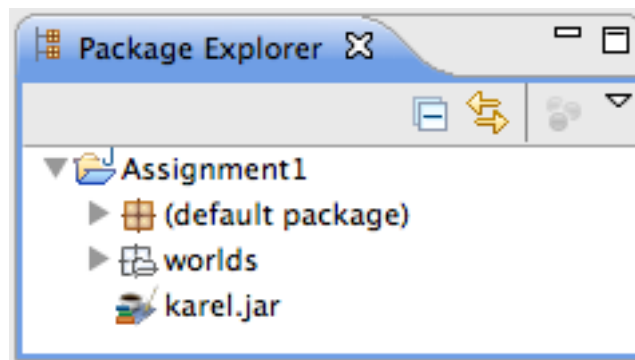 Package Explorer
Assignment1
(default package)
worlds
karel.jar